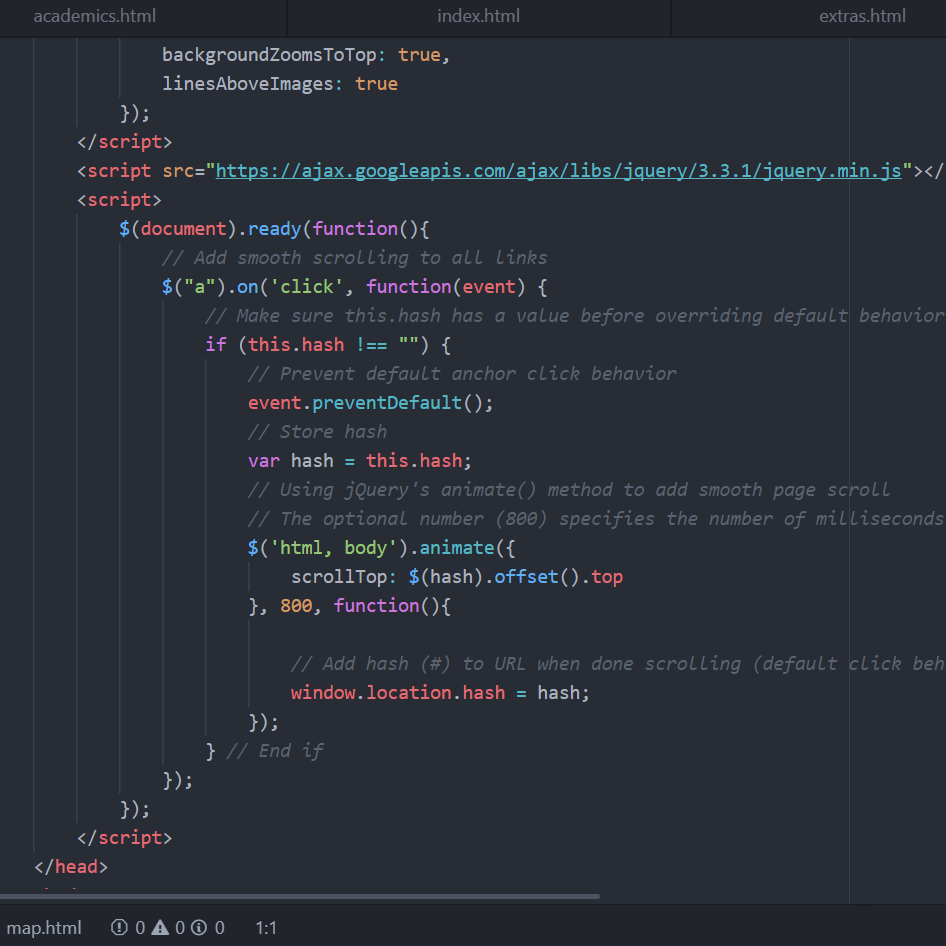 academics.html index.html extras.html
backgroundZoomsToTop: true,
linesAboveImages: true
});
</script>
<script src="https://ajax.googleapis.com/ajax/libs/jquery/3.3.1/jquery.min.js"></
<script>
$(document).ready(function(){
// Add smooth scrolling to all links
$("a").on('click', function(event) {
// Make sure this.hash has a value before overriding default behavior
if (this.hash !== "") {
// Prevent default anchor click behavior
event.preventDefault();
// Store hash
var hash = this.hash;
// Using jQuery's animate() method to add smooth page scroll
// The optional number (800) specifies the number of milliseconds
$('html, body').animate({
scrollTop: $(hash).offset().top
}, 800, function(){
// Add hash (#) to URL when done scrolling (default click beh
window.location.hash = hash;
});
} // End if
});
});
</script>
</head>
map.html 0 0 0 1:1